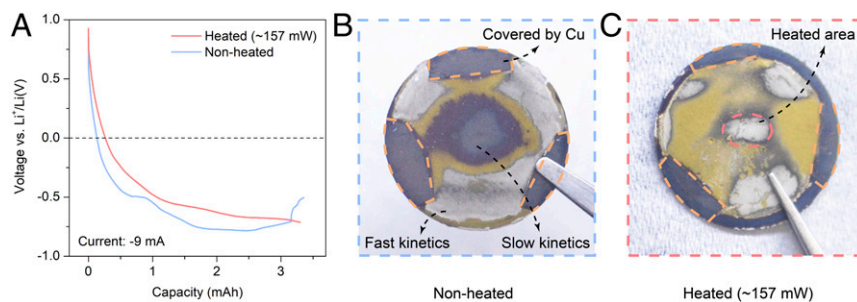 A
Heated (~157 mW)
Non-heated
1.0
0.5
0.0
-0.5
-1.0
Voltage vs. Li⁺/Li(V)
Current: -9 mA
0
1
2
3
Capacity (mAh)
B
Covered by Cu
Fast kinetics
Slow kinetics
Non-heated
C
Heated area
Heated (~157 mW)